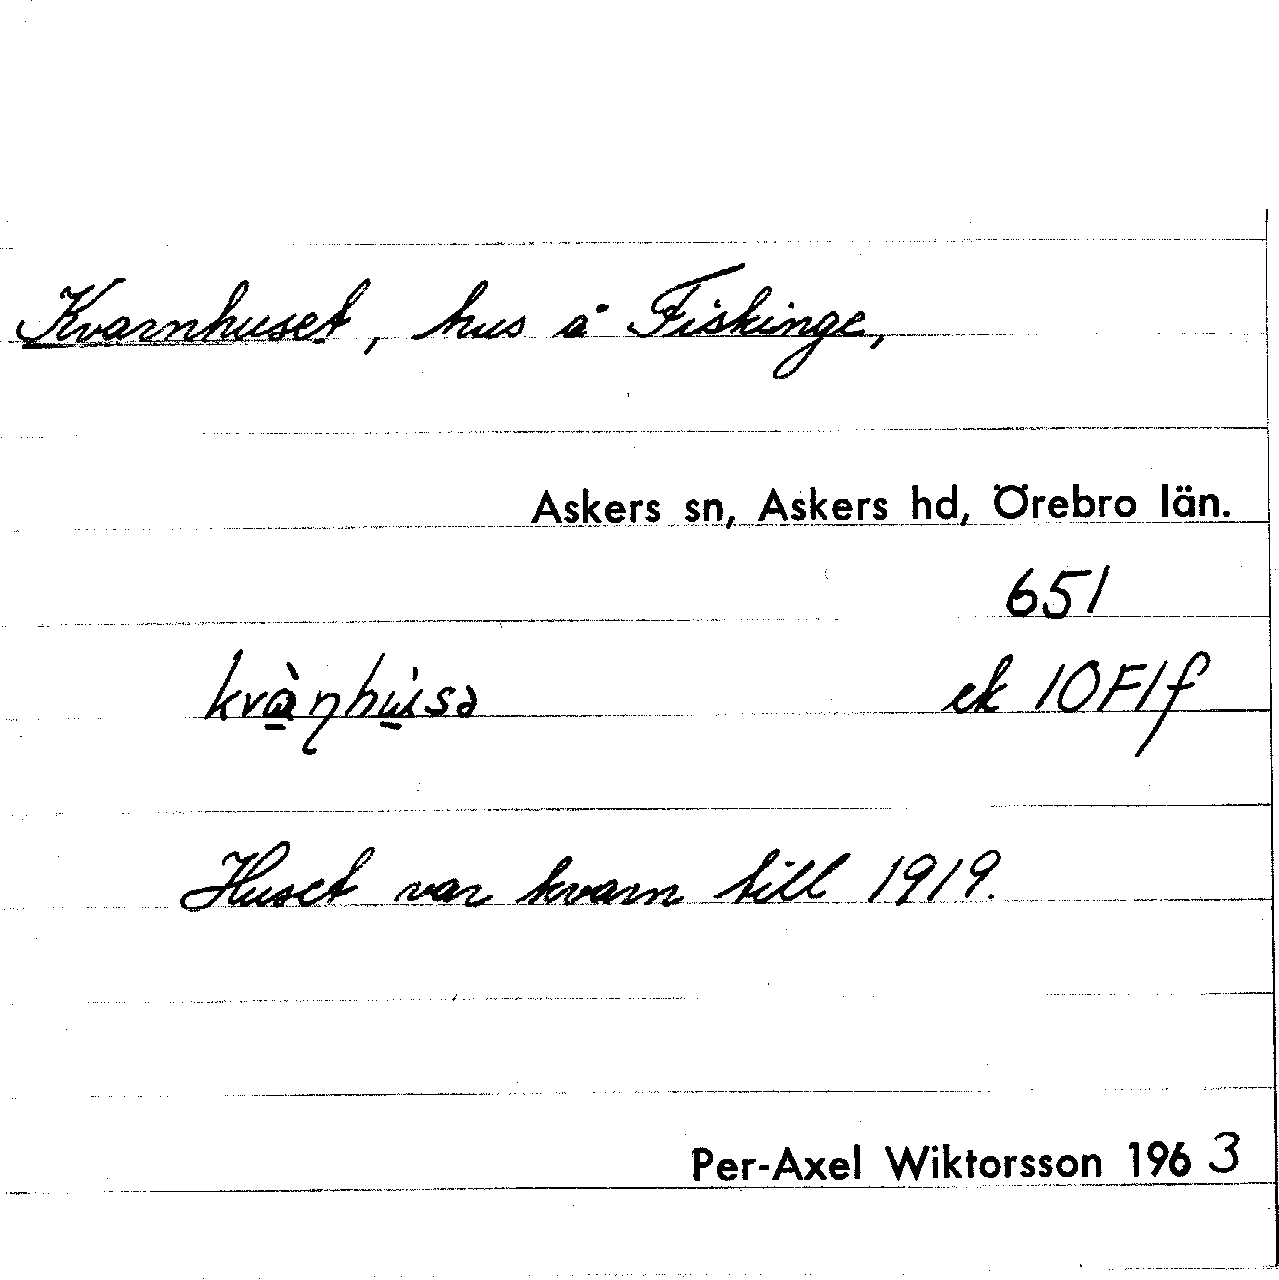 Kvarnhuset, hus å Fiskinge,
Askers sn, Askers hd, Örebro län.
651
kvàṇhùsə ek 10F1f
Huset var kvarn till 1919.
Per-Axel Wiktorsson 1963